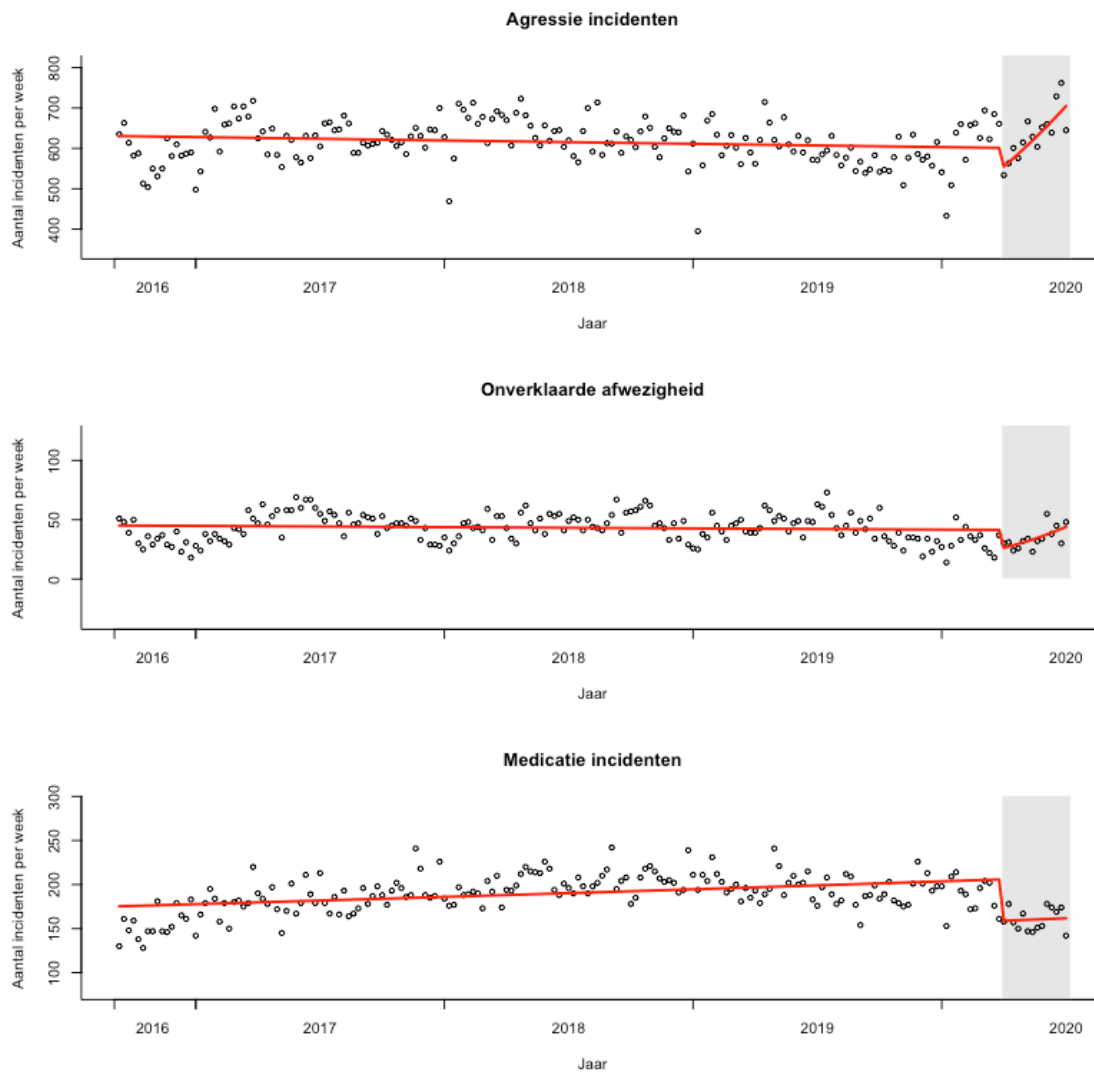 Agressie incidenten
Aantal incidenten per week
800
700
600
500
400
2016 2017 2018 2019 2020
Jaar
Onverklaarde afwezigheid
Aantal incidenten per week
100
50
0
2016 2017 2018 2019 2020
Jaar
Medicatie incidenten
Aantal incidenten per week
300
250
200
150
100
2016 2017 2018 2019 2020
Jaar